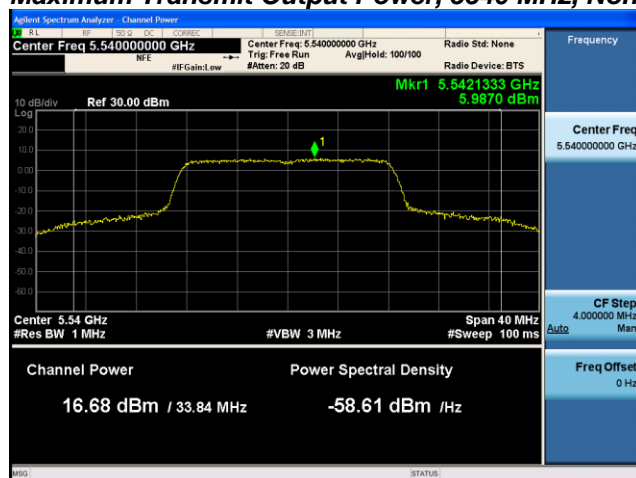 Maximum Transmit Output Power, 5540 MHz, Non
Agilent Spectrum Analyzer - Channel Power
RL RF 50 Ω DC CORREC SENSE:INT
Center Freq 5.540000000 GHz
NFE
#IFGain:Low
Center Freq: 5.540000000 GHz
Trig: Free Run Avg|Hold: 100/100
#Atten: 20 dB
Radio Std: None
Radio Device: BTS
Frequency
Mkr1 5.5421333 GHz
5.9870 dBm
10 dB/div Ref 30.00 dBm
Log
20.0
10.0
0.00
-10.0
-20.0
-30.0
-40.0
-50.0
-60.0
1
Center 5.54 GHz
Span 40 MHz
#Res BW 1 MHz
#VBW 3 MHz
#Sweep 100 ms
Channel Power
Power Spectral Density
16.68 dBm / 33.84 MHz
-58.61 dBm /Hz
Center Freq
5.540000000 GHz
CF Step
4.000000 MHz
Auto Man
Freq Offset
0 Hz
MSG
STATUS